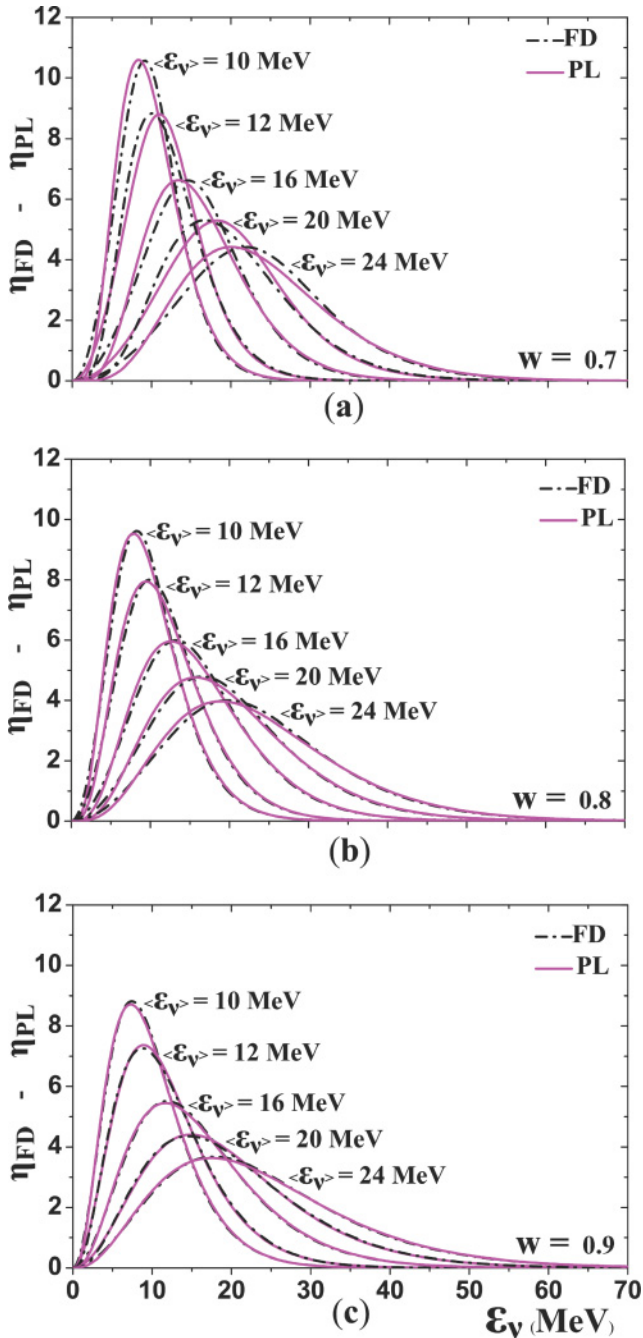 η_FD - η_PL
12
10
8
6
4
2
0
FD
PL
<ε_ν> = 10 MeV
<ε_ν> = 12 MeV
<ε_ν> = 16 MeV
<ε_ν> = 20 MeV
<ε_ν> = 24 MeV
w = 0.7
(a)
η_FD - η_PL
12
10
8
6
4
2
0
FD
PL
<ε_ν> = 10 MeV
<ε_ν> = 12 MeV
<ε_ν> = 16 MeV
<ε_ν> = 20 MeV
<ε_ν> = 24 MeV
w = 0.8
(b)
η_FD - η_PL
12
10
8
6
4
2
0
FD
PL
<ε_ν> = 10 MeV
<ε_ν> = 12 MeV
<ε_ν> = 16 MeV
<ε_ν> = 20 MeV
<ε_ν> = 24 MeV
w = 0.9
0 10 20 30 40 50 60 70
(c) ε_ν (MeV)